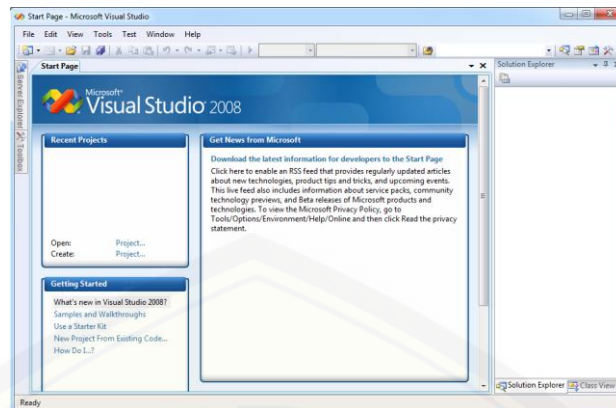 Start Page - Microsoft Visual Studio
File Edit View Tools Test Window Help
Start Page
Solution Explorer
Server Explorer
Toolbox
Microsoft
Visual Studio 2008
Recent Projects
Open: Project...
Create: Project...
Getting Started
What's new in Visual Studio 2008?
Samples and Walkthroughs
Use a Starter Kit
New Project From Existing Code...
How Do I...?
Get News from Microsoft
Download the latest information for developers to the Start Page
Click here to enable an RSS feed that provides regularly updated articles
about new technologies, product tips and tricks, and upcoming events.
This live feed also includes information about service packs, community
technology previews, and Beta releases of Microsoft products and
technologies. To view the Microsoft Privacy Policy, go to
Tools/Options/Environment/Help/Online and then click Read the privacy
statement.
Solution Explorer Class View
Ready